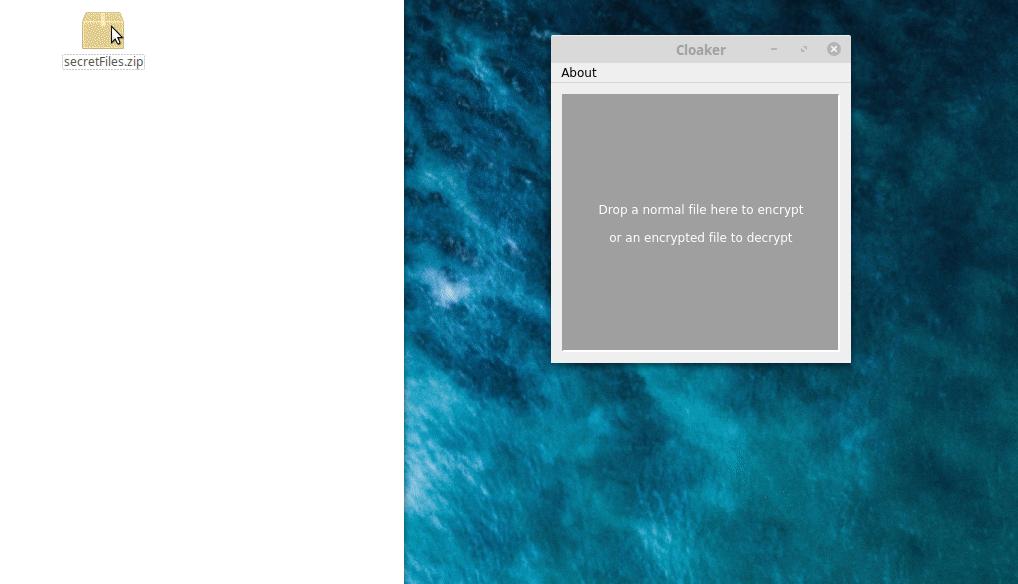 secretFiles.zip
Cloaker
About
Drop a normal file here to encrypt
or an encrypted file to decrypt